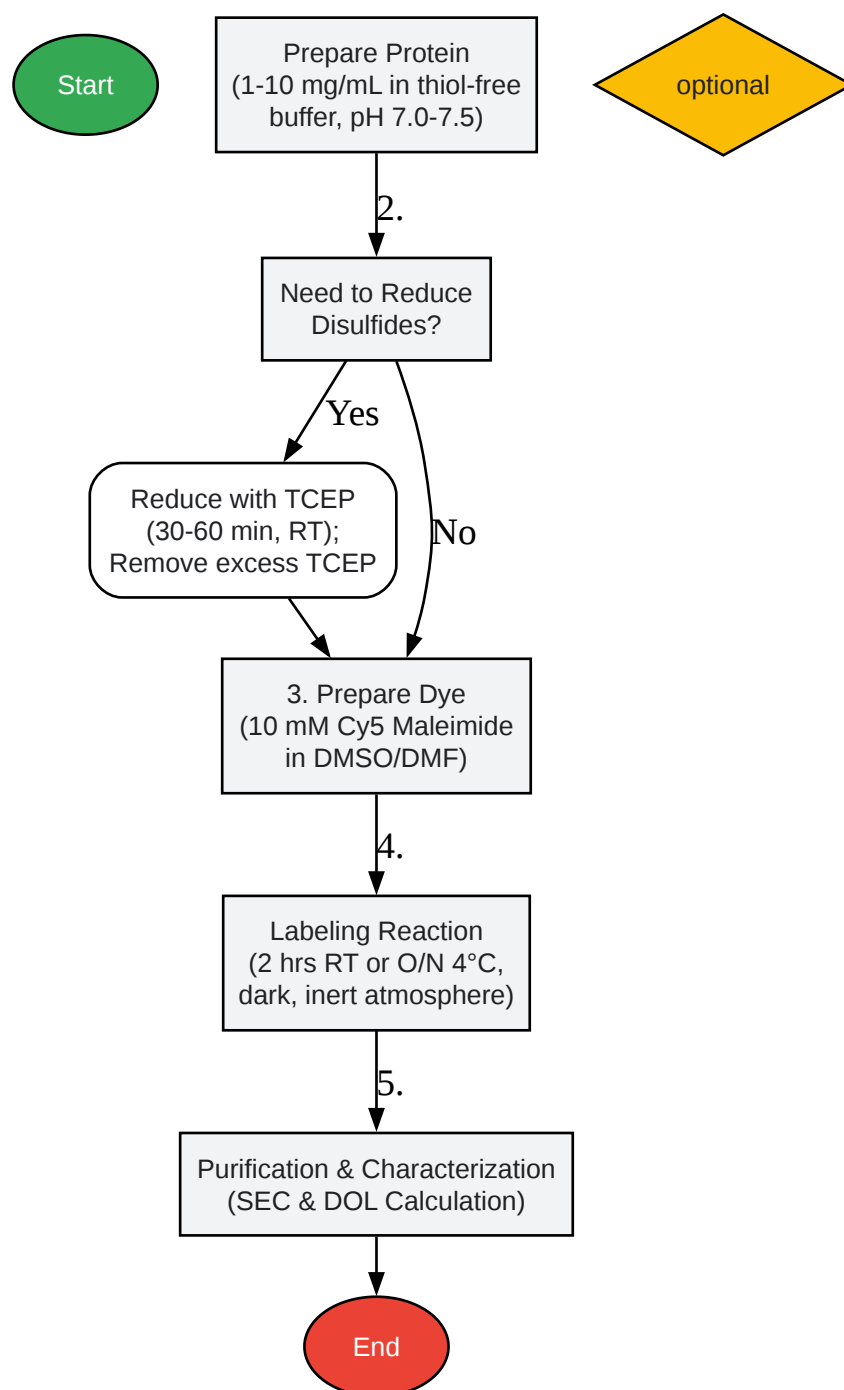 Start
Prepare Protein
(1-10 mg/mL in thiol-free
buffer, pH 7.0-7.5)
optional
2.
Need to Reduce
Disulfides?
Yes
Reduce with TCEP
(30-60 min, RT);
Remove excess TCEP
No
3. Prepare Dye
(10 mM Cy5 Maleimide
in DMSO/DMF)
4.
Labeling Reaction
(2 hrs RT or O/N 4°C,
dark, inert atmosphere)
5.
Purification & Characterization
(SEC & DOL Calculation)
End